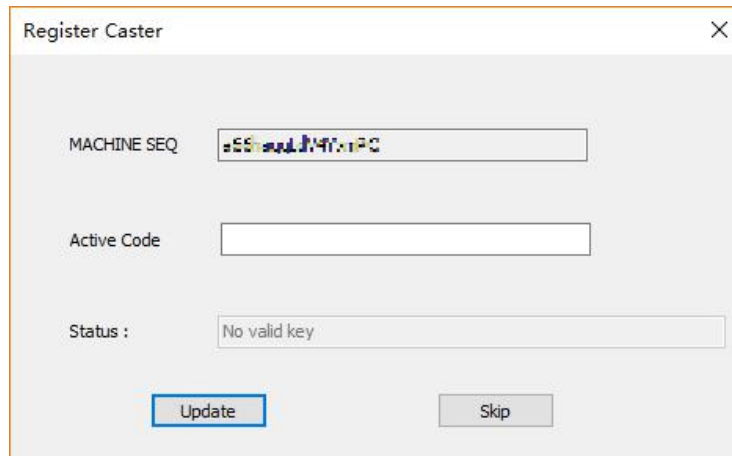 Register Caster
MACHINE SEQ
Active Code
Status :
No valid key
Update
Skip